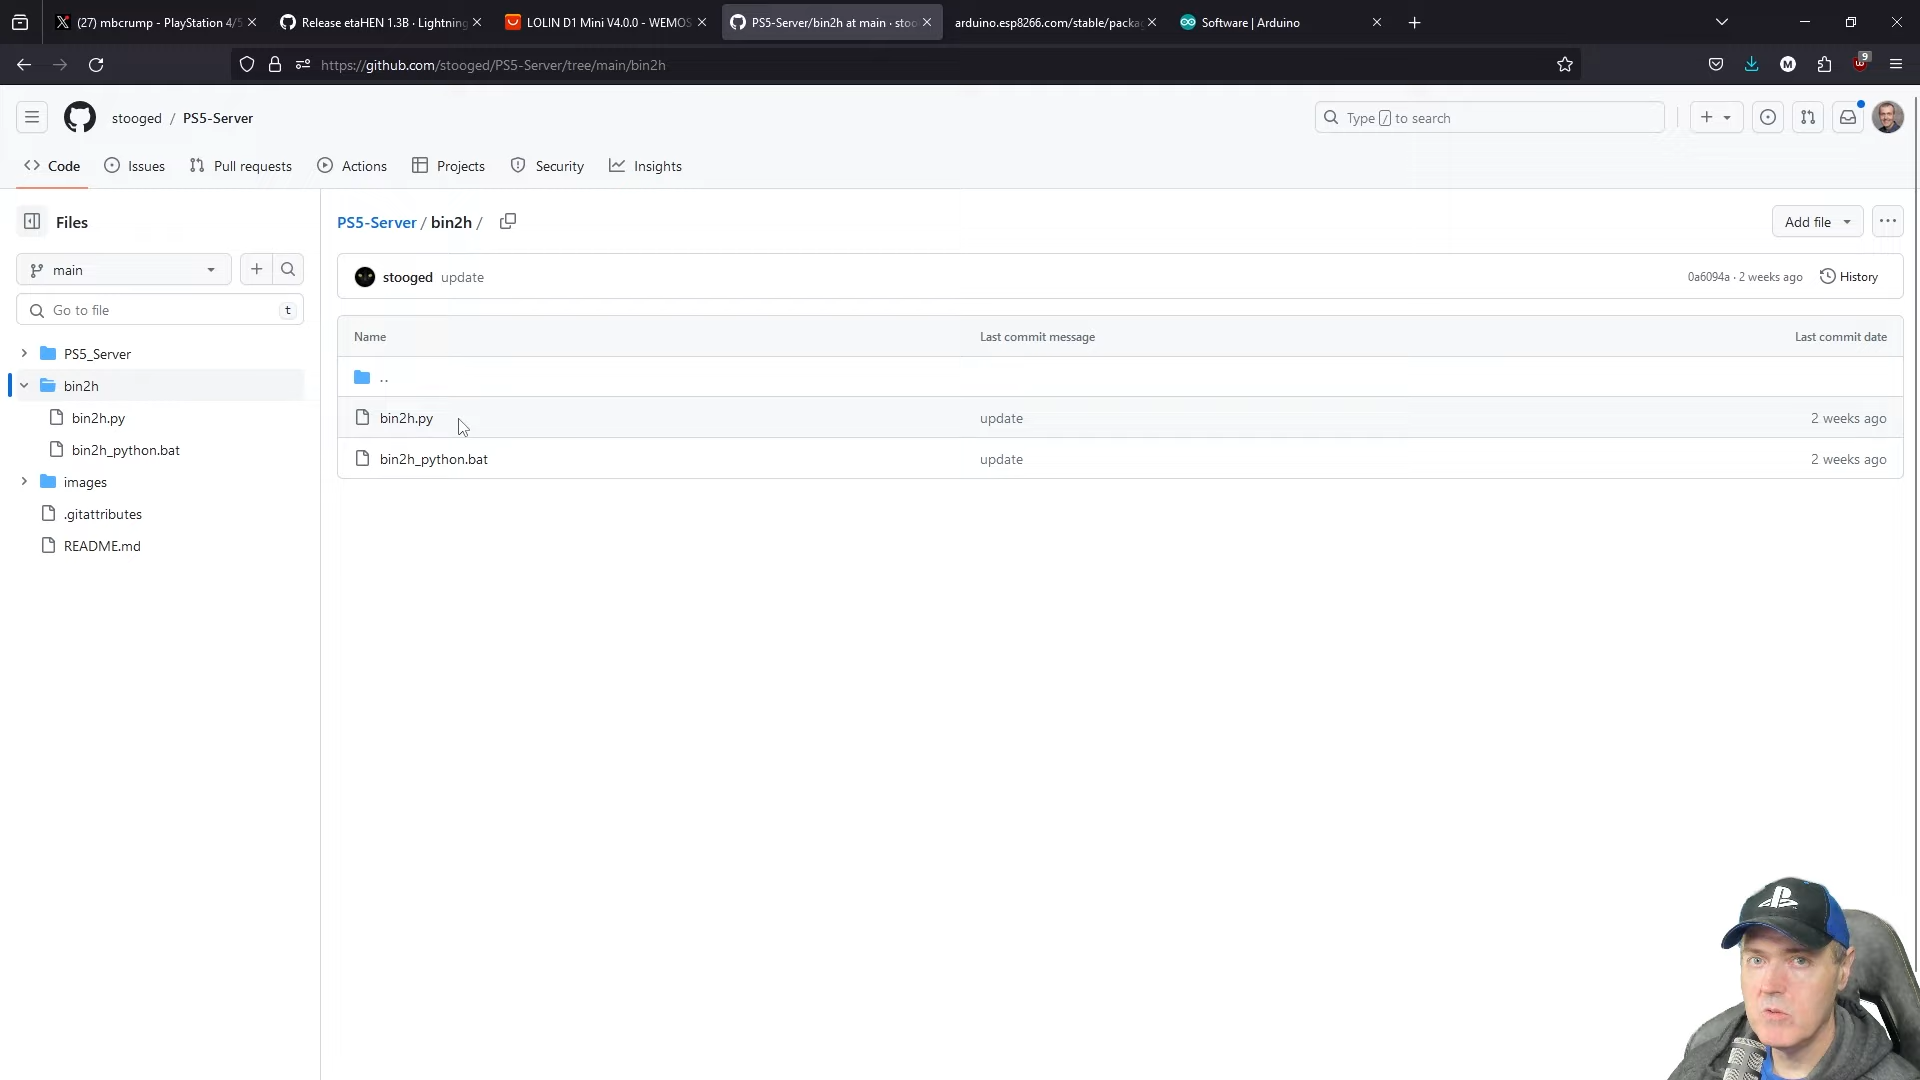 (27) mbcrump - PlayStation 4/5
Release etaHEN 1.3B · Lightning
LOLIN D1 Mini V4.0.0 - WEMOS
PS5-Server/bin2h at main · stoo
arduino.esp8266.com/stable/packa
Software | Arduino
https://github.com/stooged/PS5-Server/tree/main/bin2h
M
9
stooged / PS5-Server
Type / to search
Code
Issues
Pull requests
Actions
Projects
Security
Insights
Files
main
Go to file
t
PS5_Server
bin2h
bin2h.py
bin2h_python.bat
images
.gitattributes
README.md
PS5-Server / bin2h /
Add file
stooged update
0a6094a · 2 weeks ago
History
Name Last commit message Last commit date
..
bin2h.py update 2 weeks ago
bin2h_python.bat update 2 weeks ago